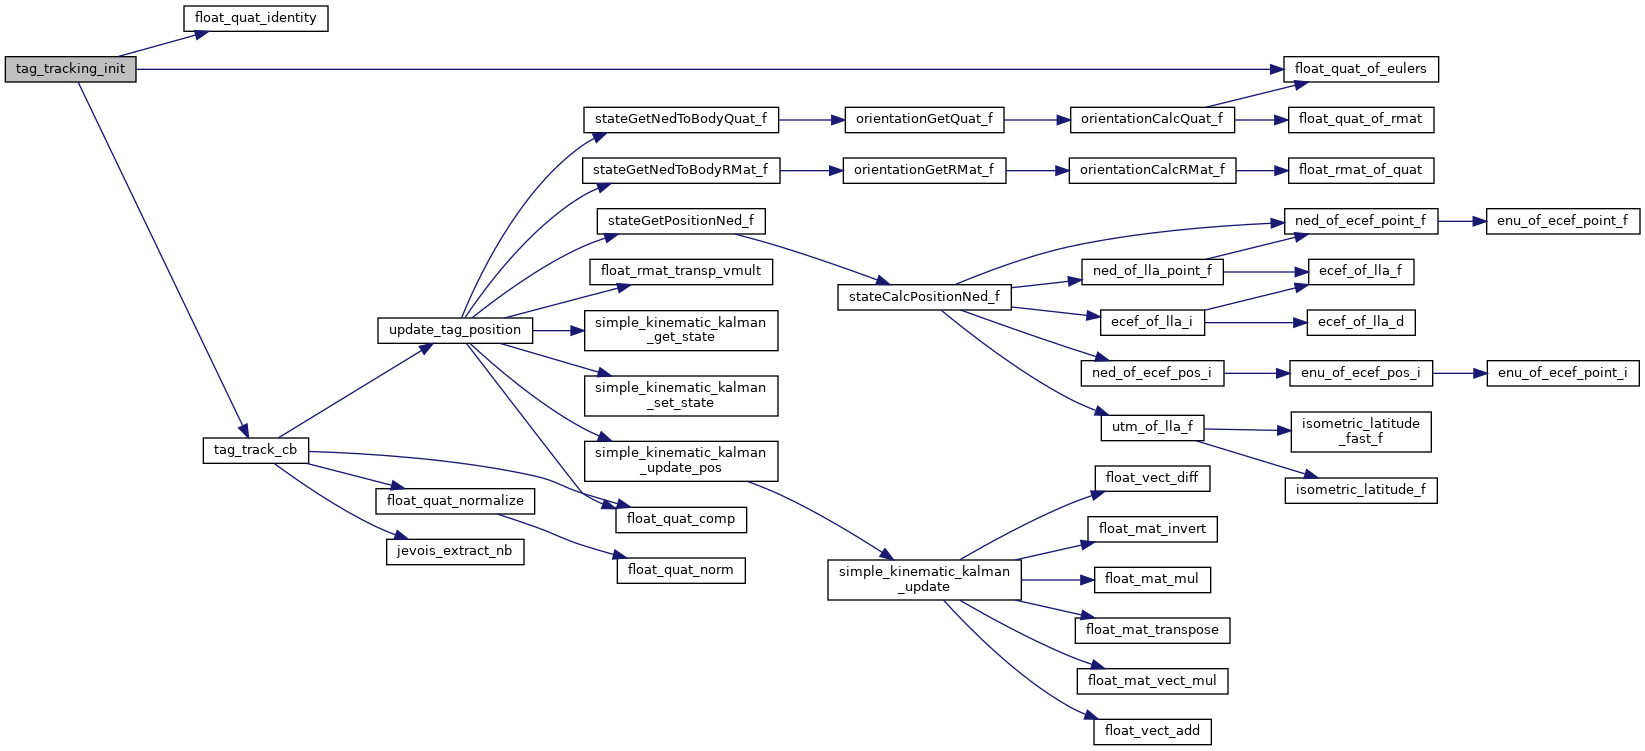 float_quat_identity
tag_tracking_init
float_quat_of_eulers
stateGetNedToBodyQuat_f
orientationGetQuat_f
orientationCalcQuat_f
float_quat_of_rmat
stateGetNedToBodyRMat_f
orientationGetRMat_f
orientationCalcRMat_f
float_rmat_of_quat
stateGetPositionNed_f
ned_of_ecef_point_f
enu_of_ecef_point_f
float_rmat_transp_vmult
ned_of_lla_point_f
ecef_of_lla_f
stateCalcPositionNed_f
update_tag_position
simple_kinematic_kalman
_get_state
ecef_of_lla_i
ecef_of_lla_d
simple_kinematic_kalman
_set_state
ned_of_ecef_pos_i
enu_of_ecef_pos_i
enu_of_ecef_point_i
utm_of_lla_f
isometric_latitude
_fast_f
tag_track_cb
simple_kinematic_kalman
_update_pos
float_vect_diff
isometric_latitude_f
float_quat_normalize
float_quat_comp
float_mat_invert
jevois_extract_nb
float_quat_norm
simple_kinematic_kalman
_update
float_mat_mul
float_mat_transpose
float_mat_vect_mul
float_vect_add